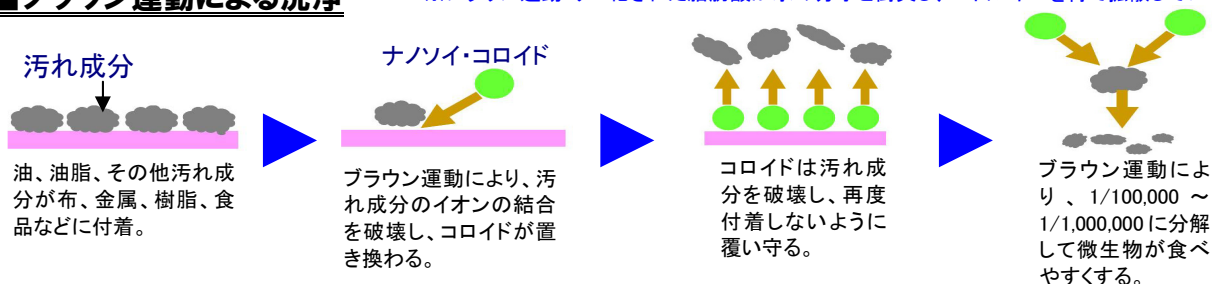 ■ブラウン運動による洗浄
汚れ成分
油、油脂、その他汚れ成
分が布、金属、樹脂、食
品などに付着。
ナノソイ・コロイド
ブラウン運動により、汚
れ成分のイオンの結合
を破壊し、コロイドが置
き換わる。
コロイドは汚れ成
分を破壊し、再度
付着しないように
覆い守る。
ブラウン運動によ
り 、 1/100,000 ～
1/1,000,000 に分解
して微生物が食べ
やすくする。